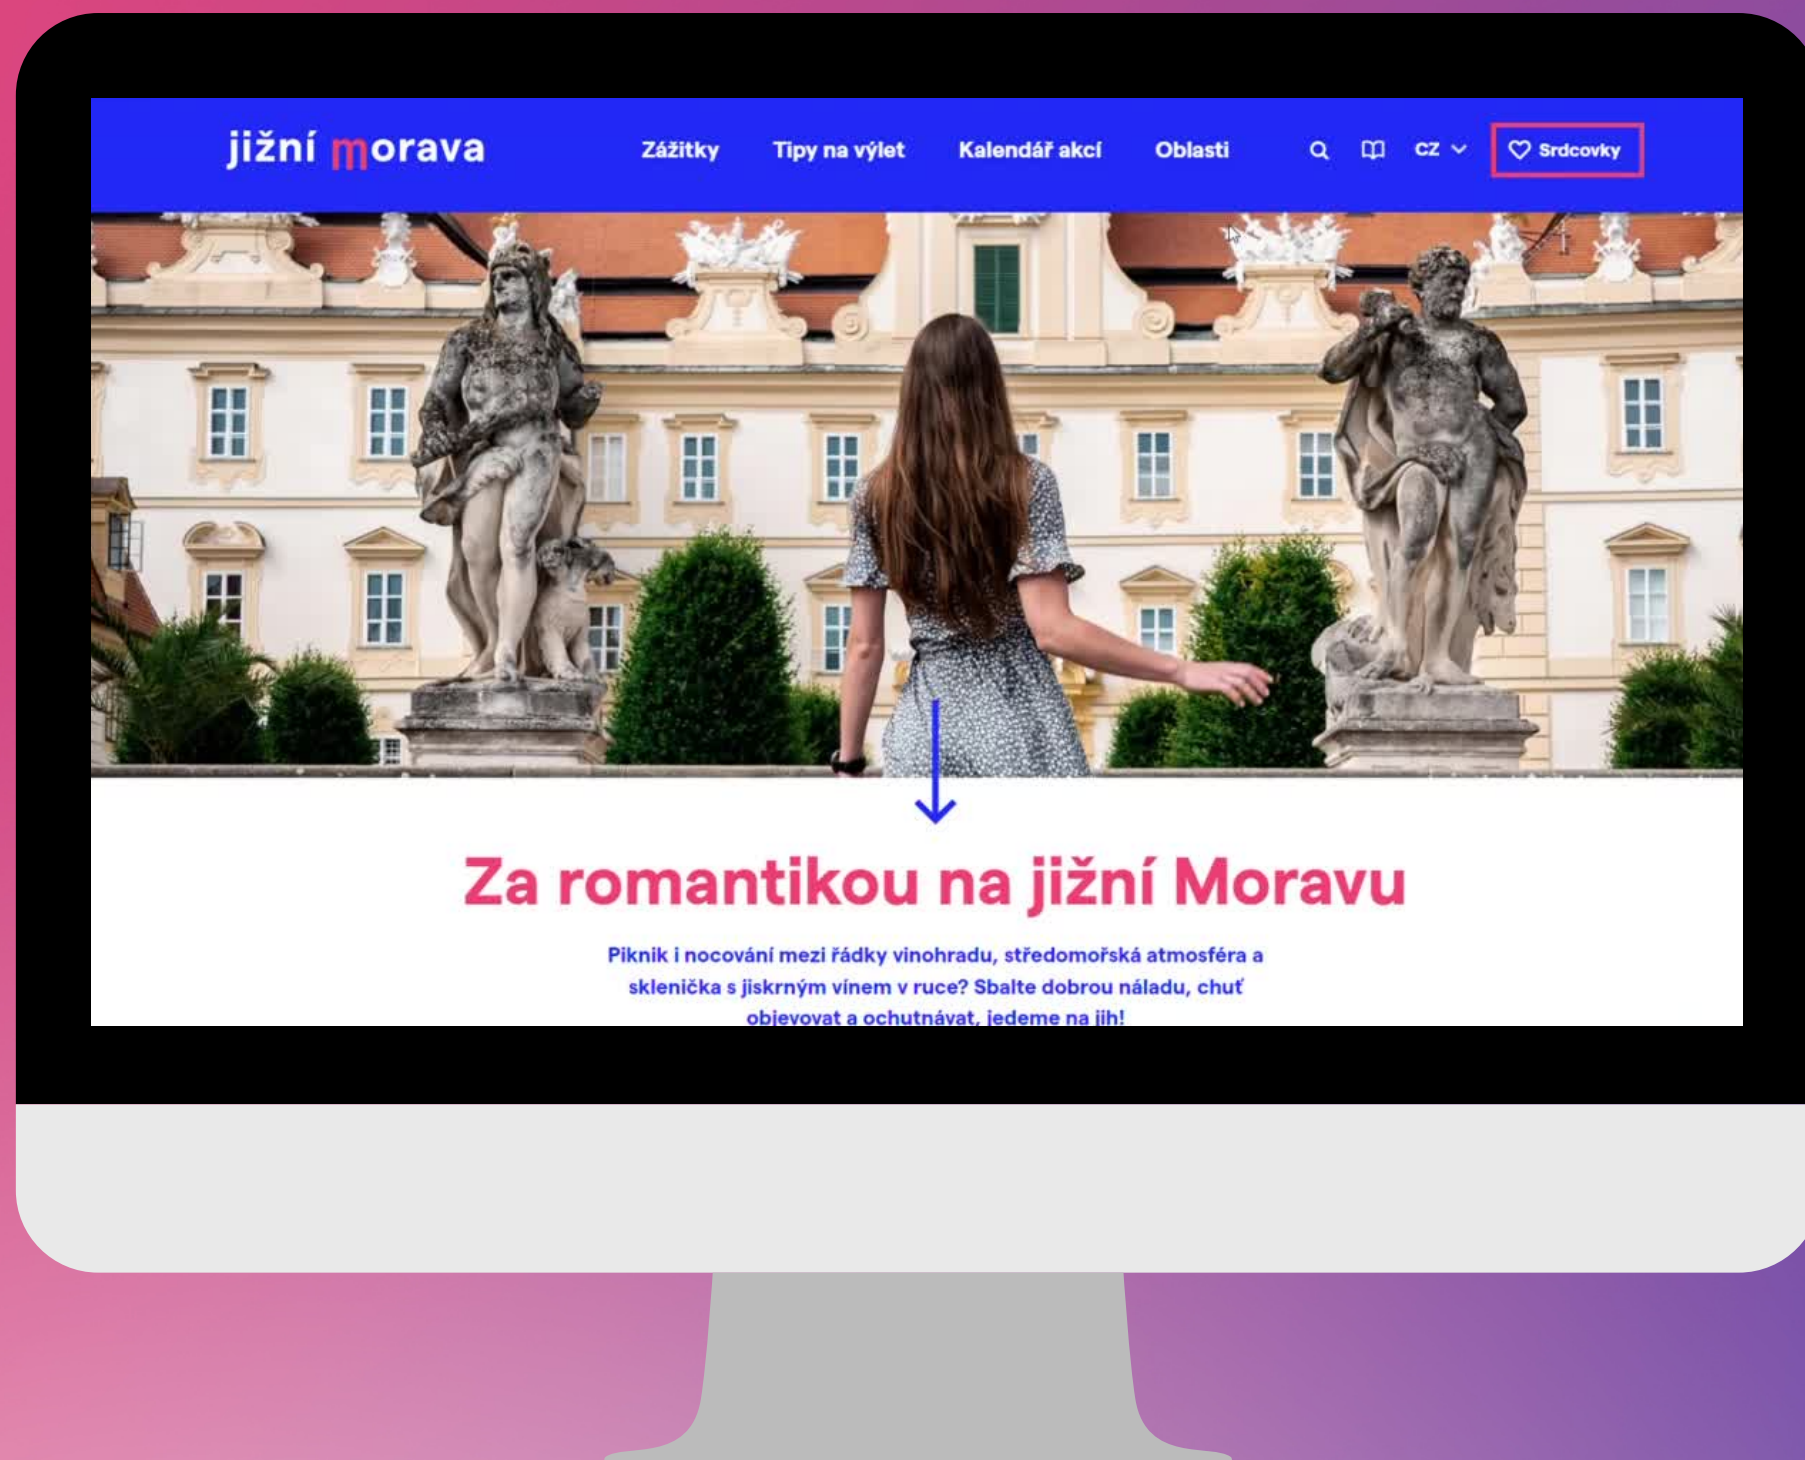 jižní morava
Zážitky
Tipy na výlet
Kalendář akcí
Oblasti
CZ
Srdcovky
Za romantikou na jižní Moravu
Piknik i nocování mezi řádky vinohradu, středomořská atmosféra a
sklenička s jiskrným vínem v ruce? Sbalte dobrou náladu, chuť
objevovat a ochutnávat, jedeme na jih!